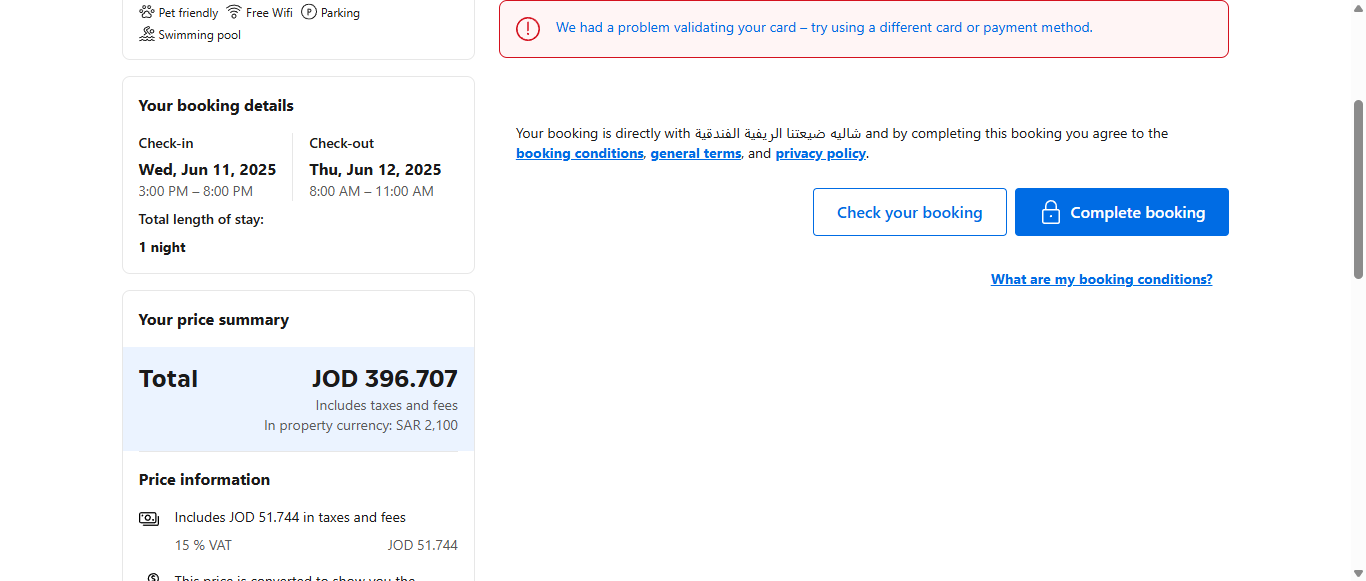 Pet friendly Free Wifi P Parking
Swimming pool
Your booking details
Check-in
Wed, Jun 11, 2025
3:00 PM – 8:00 PM
Check-out
Thu, Jun 12, 2025
8:00 AM – 11:00 AM
Total length of stay:
1 night
Your price summary
Total JOD 396.707
Includes taxes and fees
In property currency: SAR 2,100
Price information
Includes JOD 51.744 in taxes and fees
15 % VAT JOD 51.744
This price is converted to show you the
We had a problem validating your card – try using a different card or payment method.
Your booking is directly with شاليه ضيعتنا الريفية الفندقية and by completing this booking you agree to the
booking conditions, general terms, and privacy policy.
Check your booking
Complete booking
What are my booking conditions?